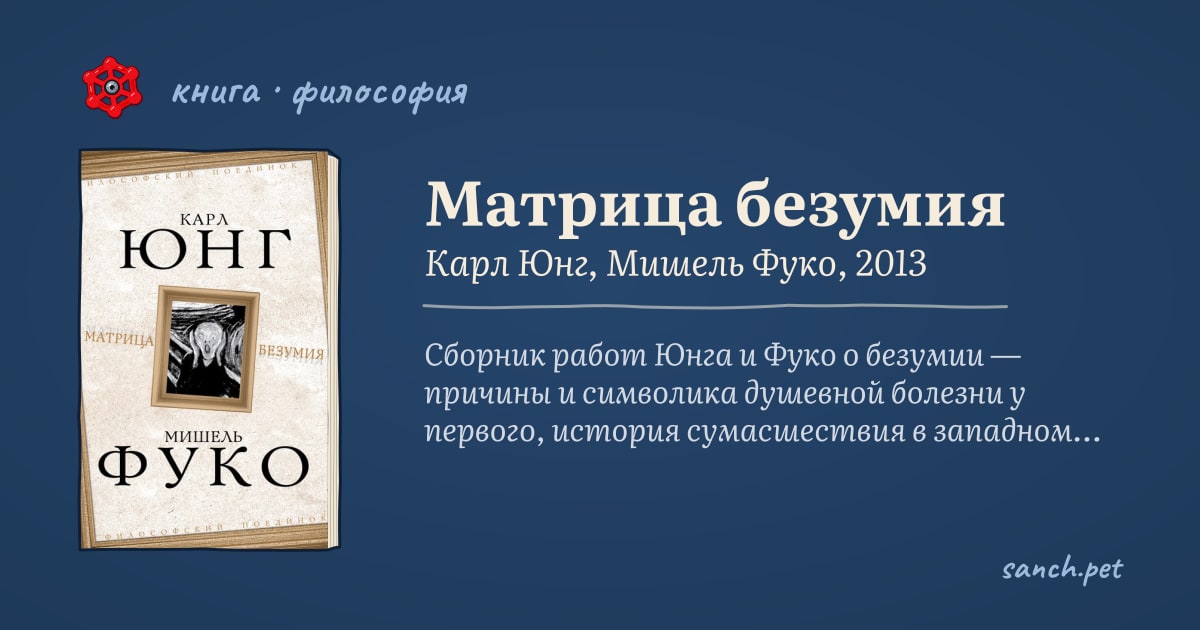 книга · философия
ФИЛОСОФСКИЙ ПОЕДИНОК
КАРЛ
ЮНГ
МАТРИЦА
БЕЗУМИЯ
МИШЕЛЬ
ФУКО
ФИЛОСОФСКИЙ ПОЕДИНОК
Матрица безумия
Карл Юнг, Мишель Фуко, 2013
Сборник работ Юнга и Фуко о безумии —
причины и символика душевной болезни у
первого, история сумасшествия в западном…
sanch.pet